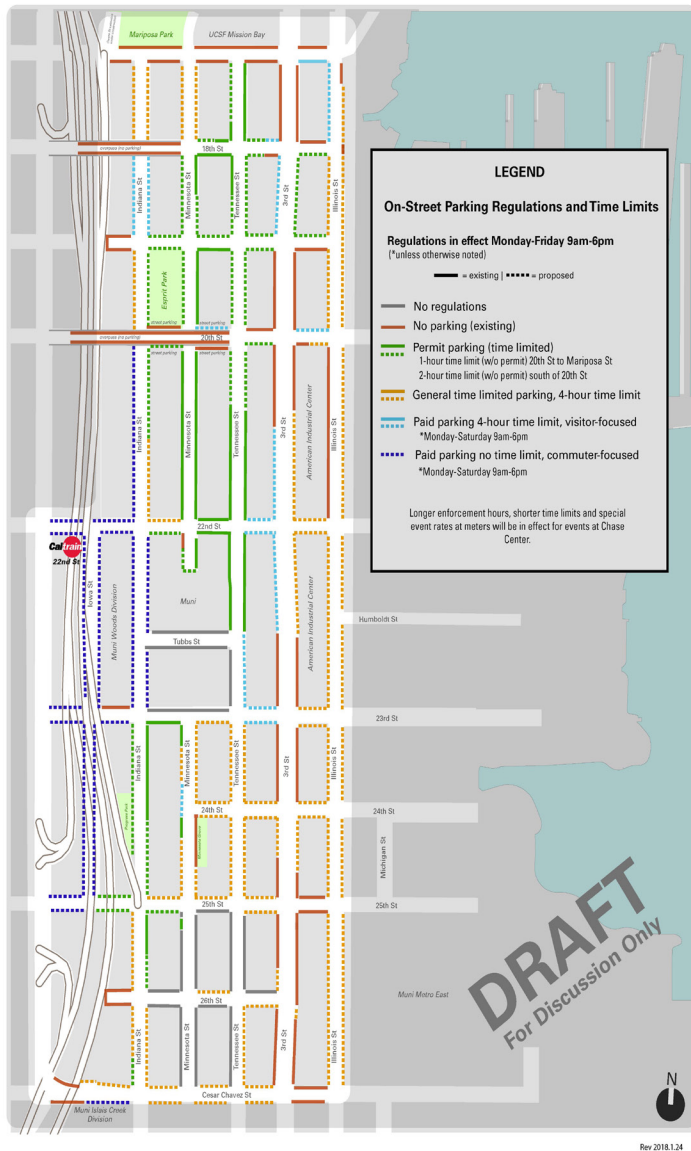 Mariposa Park
UCSF Mission Bay
overpass (no parking)
18th St
Indiana St
Minnesota St
Tennessee St
3rd St
Illinois St
Esprit Park
street parking
street parking
overpass (no parking)
20th St
street parking
street parking
Indiana St
Minnesota St
Tennessee St
3rd St
American Industrial Center
Illinois St
22nd St
Caltrain
22nd St
Iowa St
Muni Woods Division
Muni
American Industrial Center
Humboldt St
Tubbs St
23rd St
Indiana St
Minnesota St
Tennessee St
3rd St
Illinois St
24th St
24th St
Michigan St
25th St
25th St
Muni Metro East
26th St
Indiana St
Minnesota St
Tennessee St
3rd St
Illinois St
Cesar Chavez St
Muni Islais Creek
Division
LEGEND
On-Street Parking Regulations and Time Limits
Regulations in effect Monday-Friday 9am-6pm
(*unless otherwise noted)
= existing | = proposed
No regulations
No parking (existing)
Permit parking (time limited)
1-hour time limit (w/o permit) 20th St to Mariposa St
2-hour time limit (w/o permit) south of 20th St
General time limited parking, 4-hour time limit
Paid parking 4-hour time limit, visitor-focused
*Monday-Saturday 9am-6pm
Paid parking no time limit, commuter-focused
*Monday-Saturday 9am-6pm
Longer enforcement hours, shorter time limits and special
event rates at meters will be in effect for events at Chase
Center.
DRAFT
For Discussion Only
N
Rev 2018.1.24